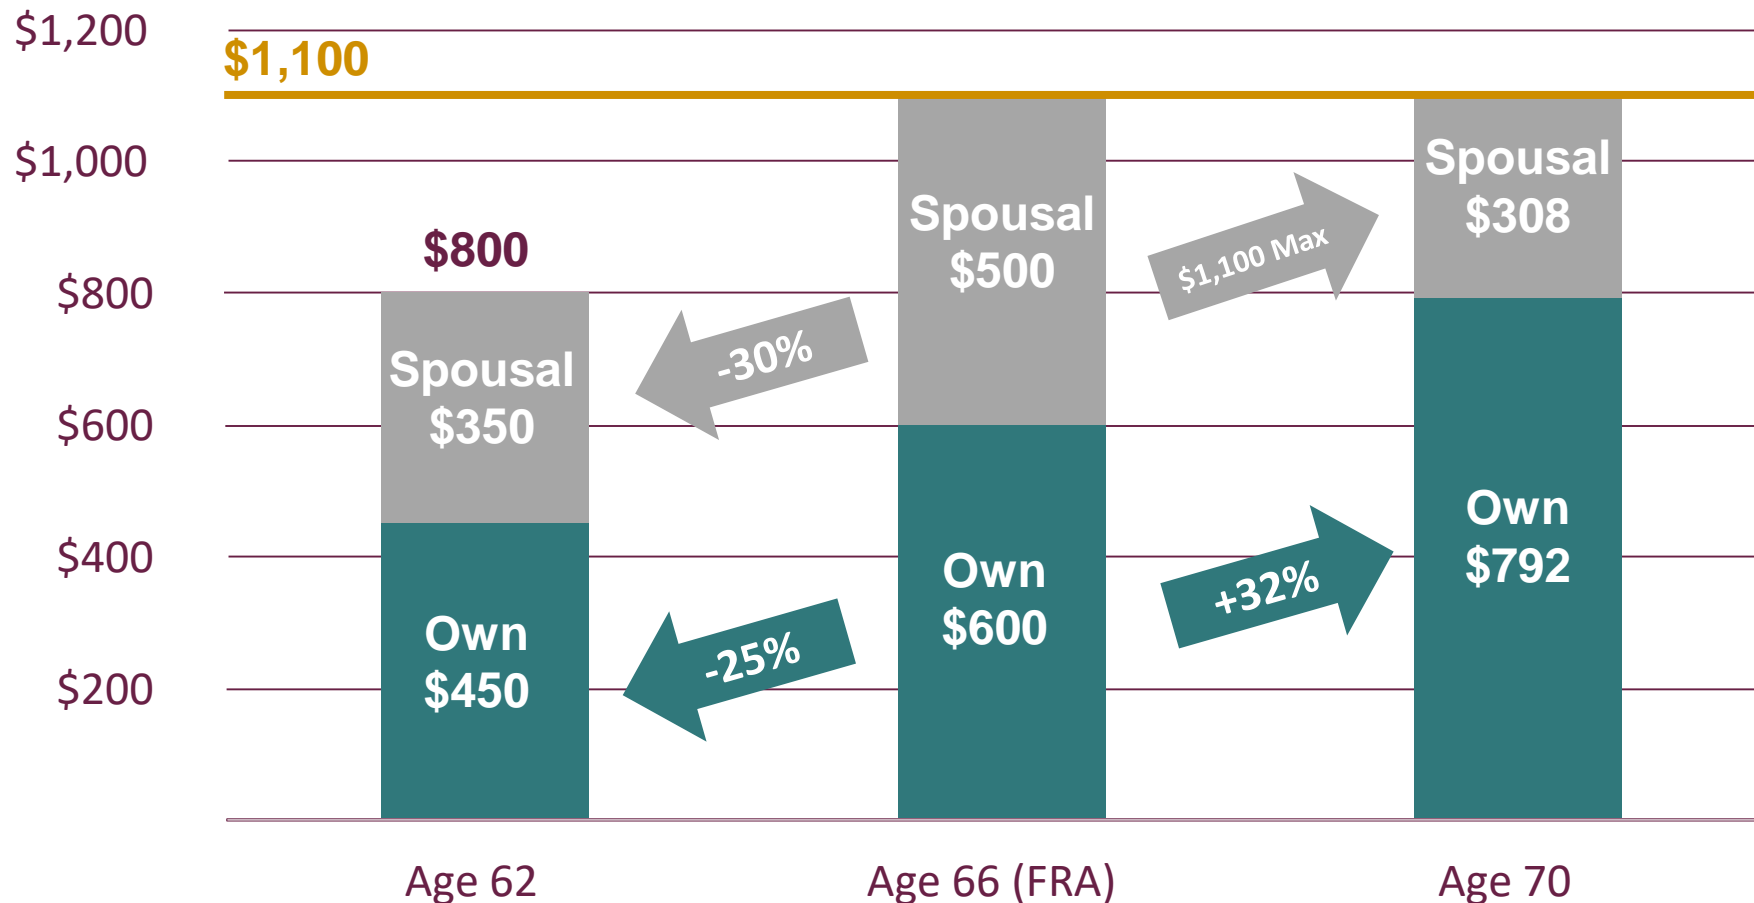 $1,200
$1,100
$1,000
$800
$600
$400
$200
$800
Spousal
$350
Own
$450
-30%
-25%
Spousal
$500
Own
$600
$1,100 Max
+32%
Spousal
$308
Own
$792
Age 62
Age 66 (FRA)
Age 70